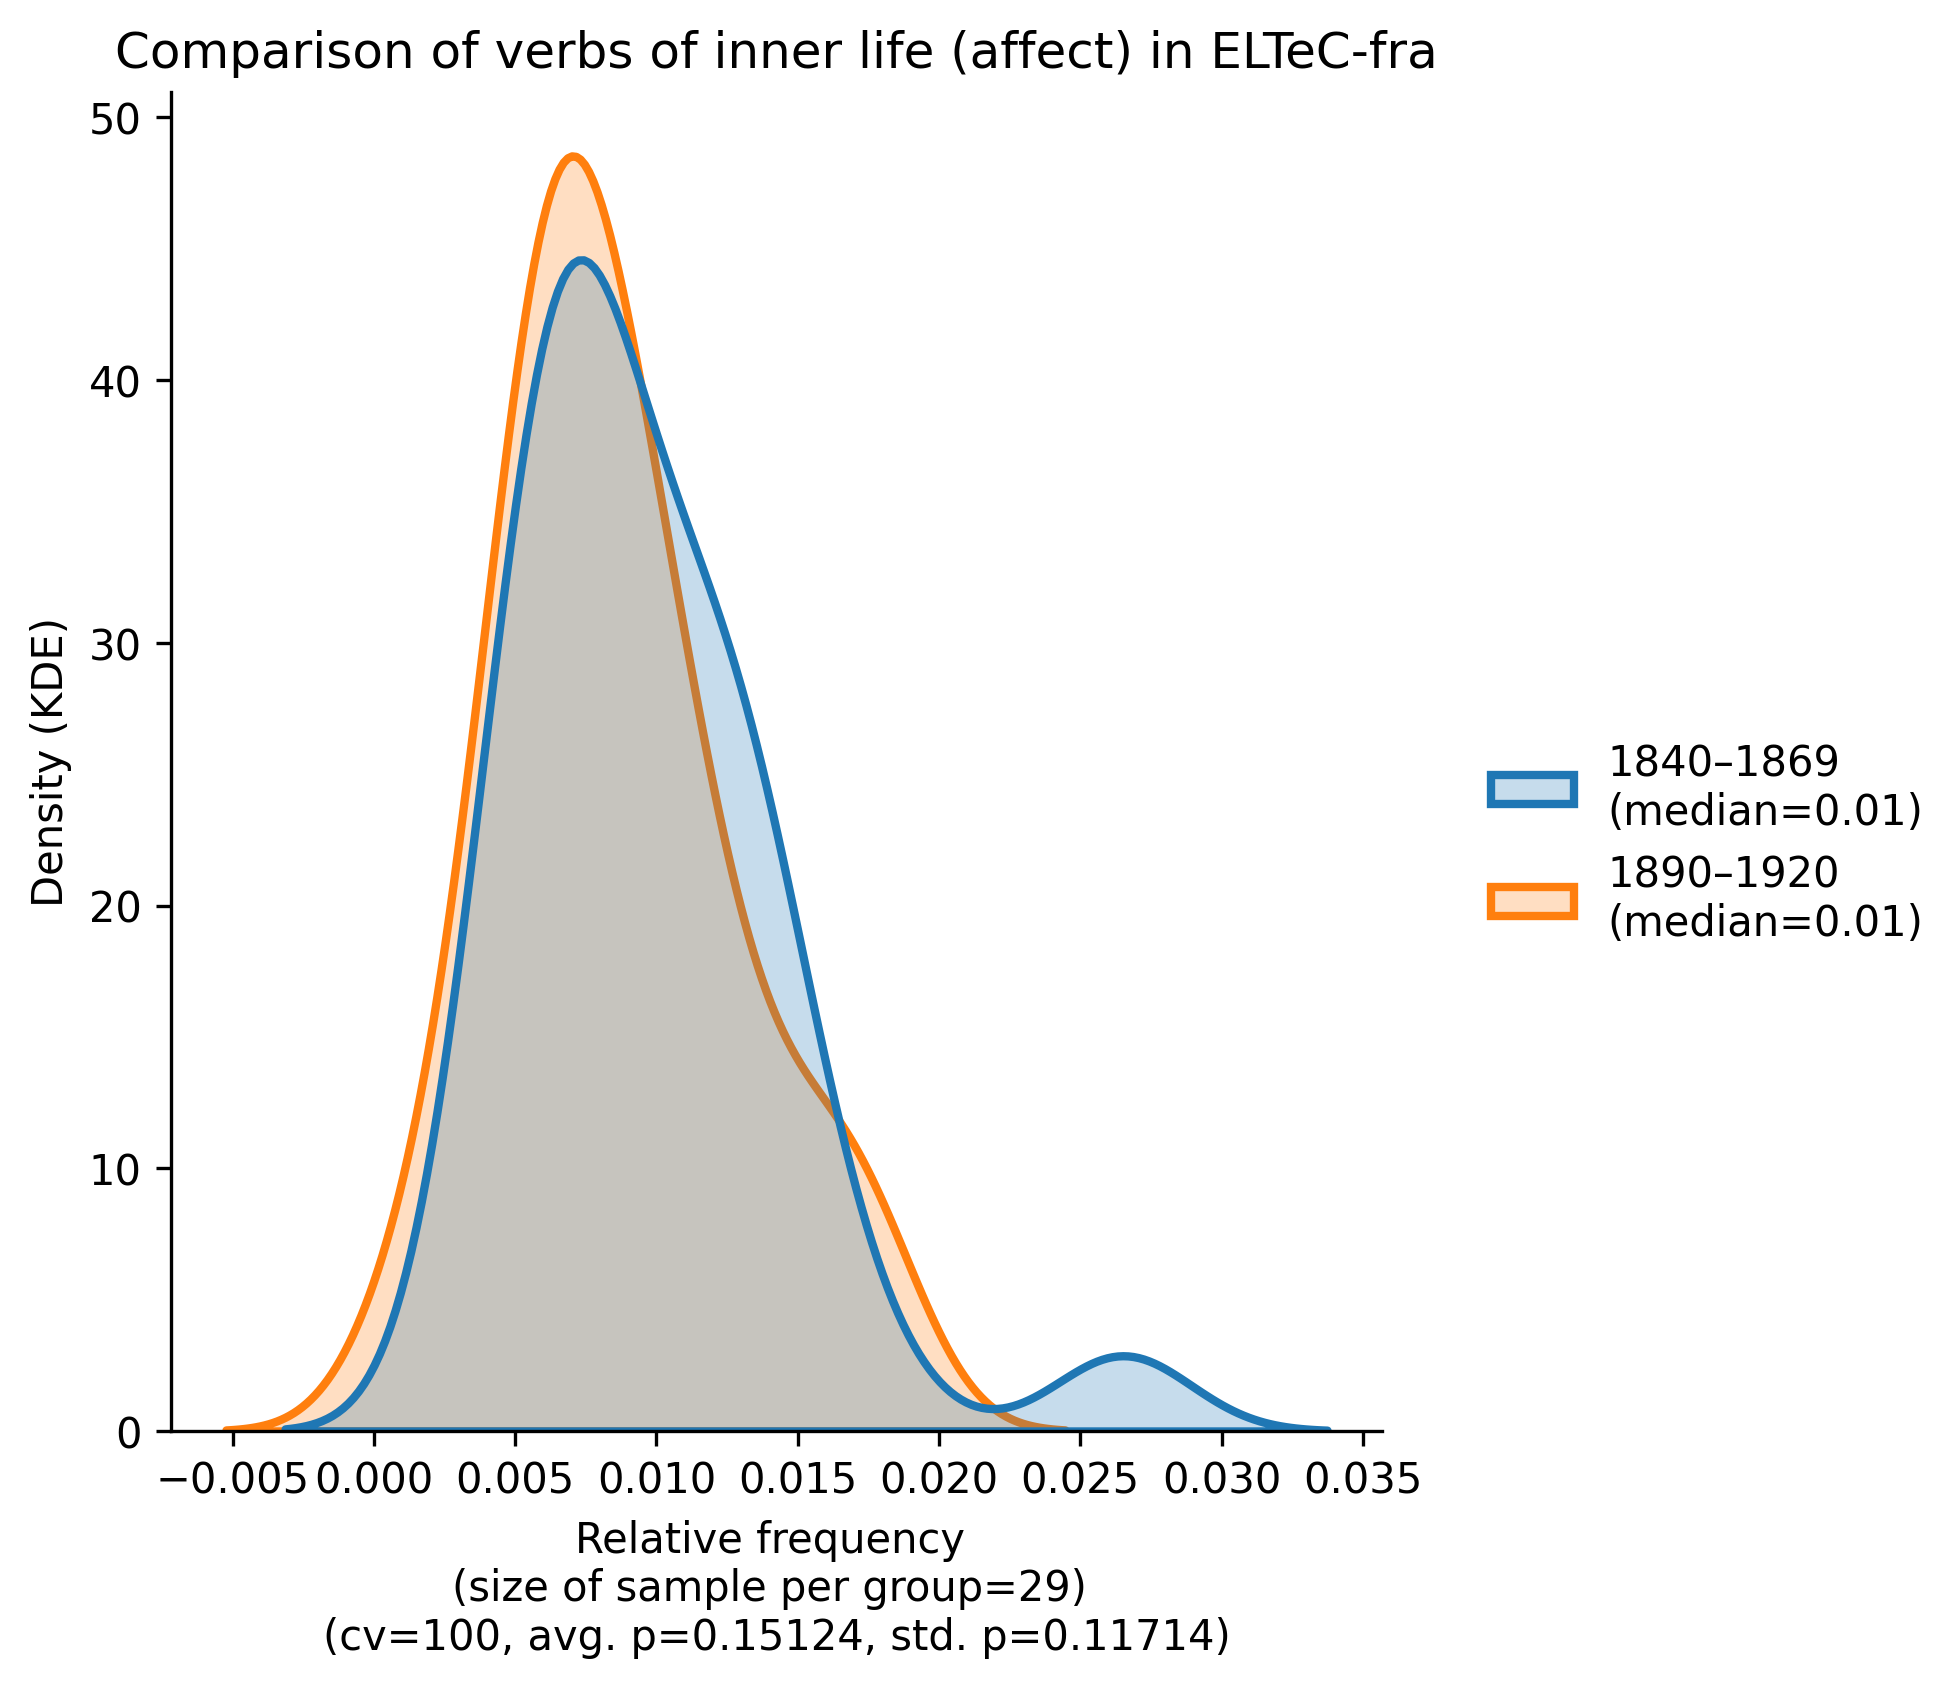 Comparison of verbs of inner life (affect) in ELTeC-fra
50
40
30
20
10
0
Density (KDE)
−0.005 0.000 0.005 0.010 0.015 0.020 0.025 0.030 0.035
Relative frequency
(size of sample per group=29)
(cv=100, avg. p=0.15124, std. p=0.11714)
1840–1869
(median=0.01)
1890–1920
(median=0.01)